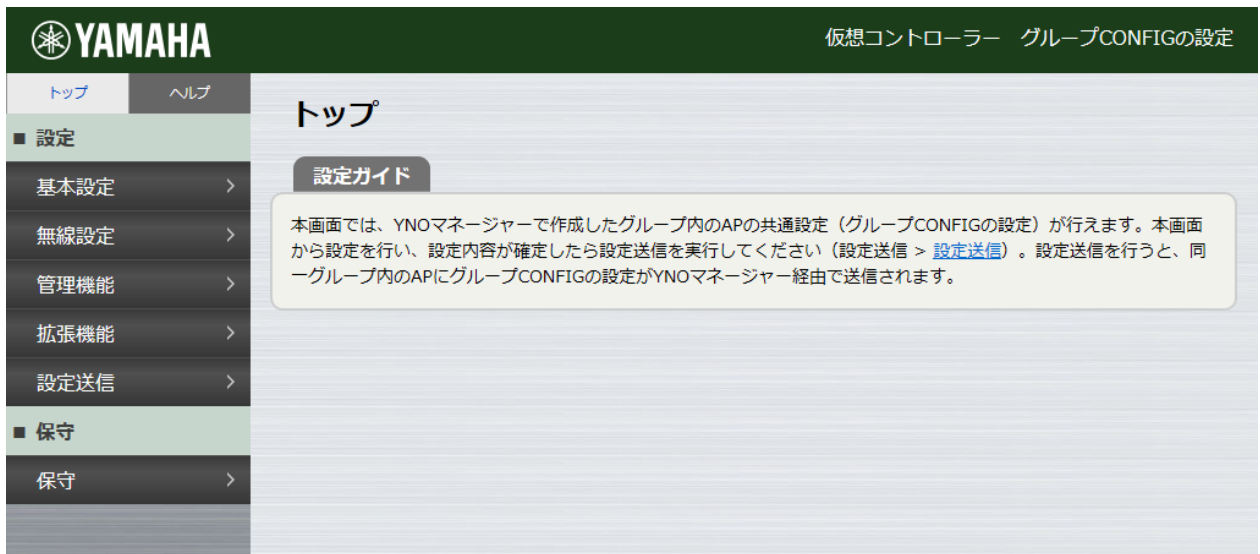 YAMAHA
仮想コントローラー グループCONFIGの設定
トップ ヘルプ
■ 設定
基本設定
無線設定
管理機能
拡張機能
設定送信
■ 保守
保守
トップ
設定ガイド
本画面では、YNOマネージャーで作成したグループ内のAPの共通設定（グループCONFIGの設定）が行えます。本画面
から設定を行い、設定内容が確定したら設定送信を実行してください（設定送信 > 設定送信）。設定送信を行うと、同
一グループ内のAPにグループCONFIGの設定がYNOマネージャー経由で送信されます。